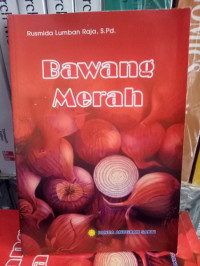 Rusmida Lumban Raja, S.Pd.
Bawang
Merah